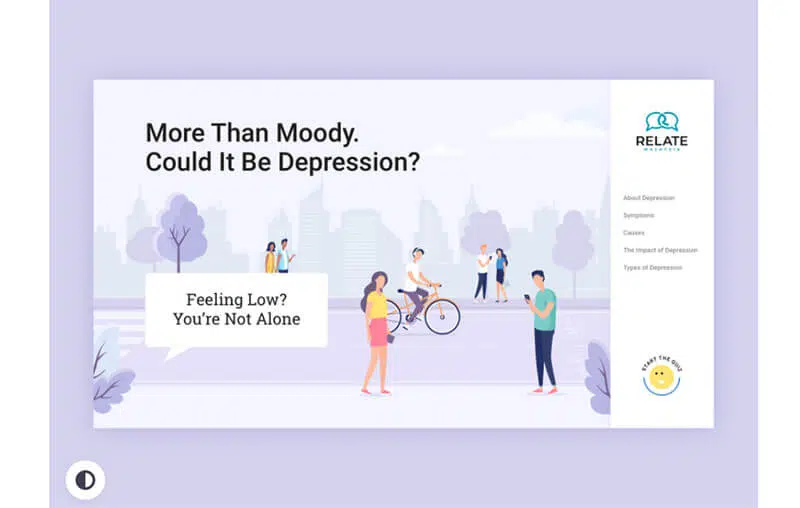 More Than Moody.
Could It Be Depression?
Feeling Low?
You're Not Alone
RELATE
MALAYSIA
About Depression
Symptoms
Causes
The Impact of Depression
Types of Depression
START THE QUIZ